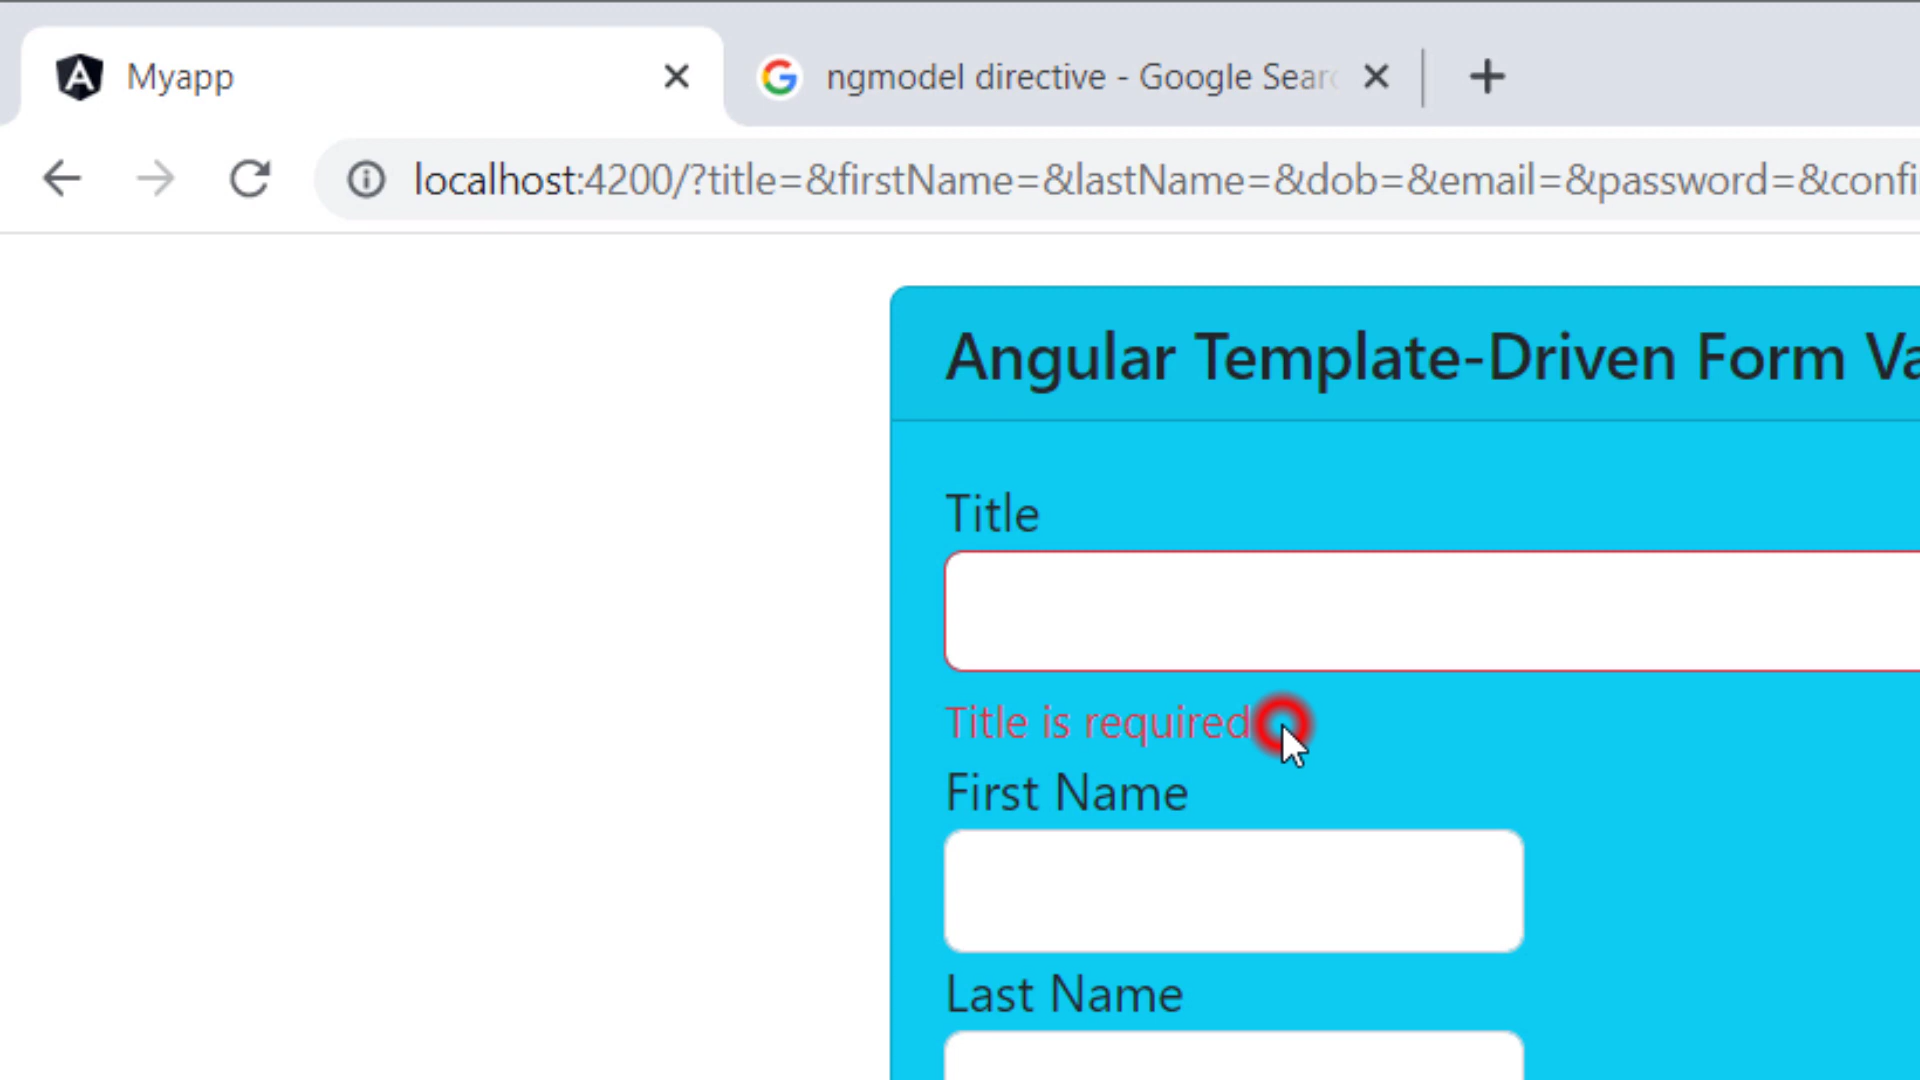 Myapp
ngmodel directive - Google Sear
localhost:4200/?title=&firstName=&lastName=&dob=&email=&password=&confi
Angular Template-Driven Form Va
Title
Title is required
First Name
Last Name